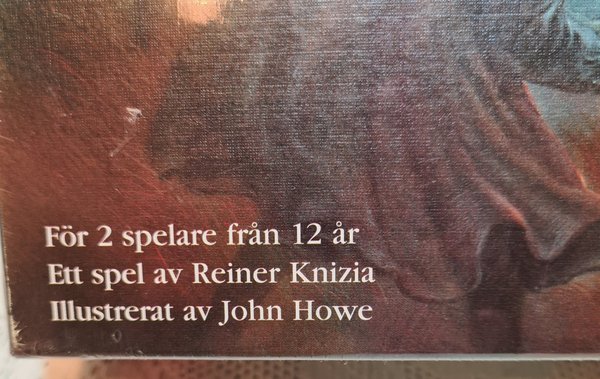 För 2 spelare från 12 år
Ett spel av Reiner Knizia
Illustrerat av John Howe